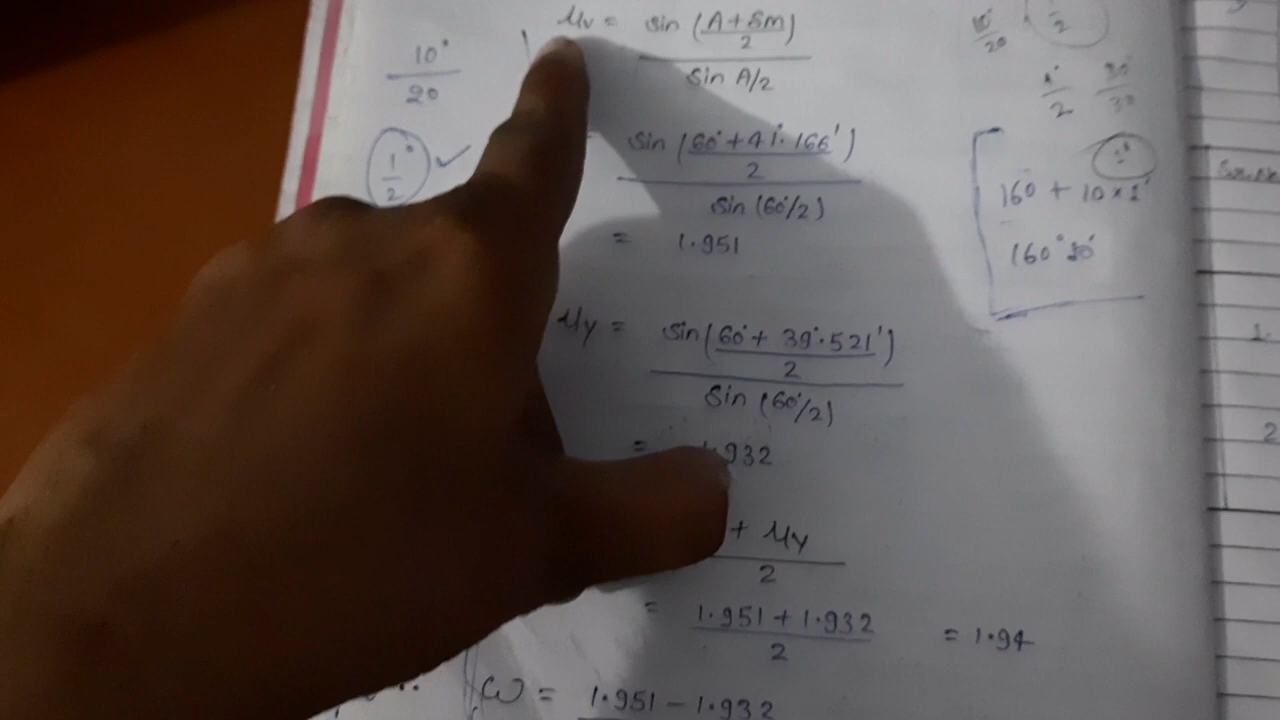 μv = sin (A+δm/2) / sin A/2
10° / 20
1°/2 ✓
sin (60°+41°.166'/2) / sin (60°/2)
= 1.951
160 + 10×1'
μy = sin(60°+ 39°.521'/2) / sin (60°/2)
= .932
+ μy / 2
= 1.951 + 1.932 / 2 = 1.94
ω = 1.951 - 1.932
1.
2